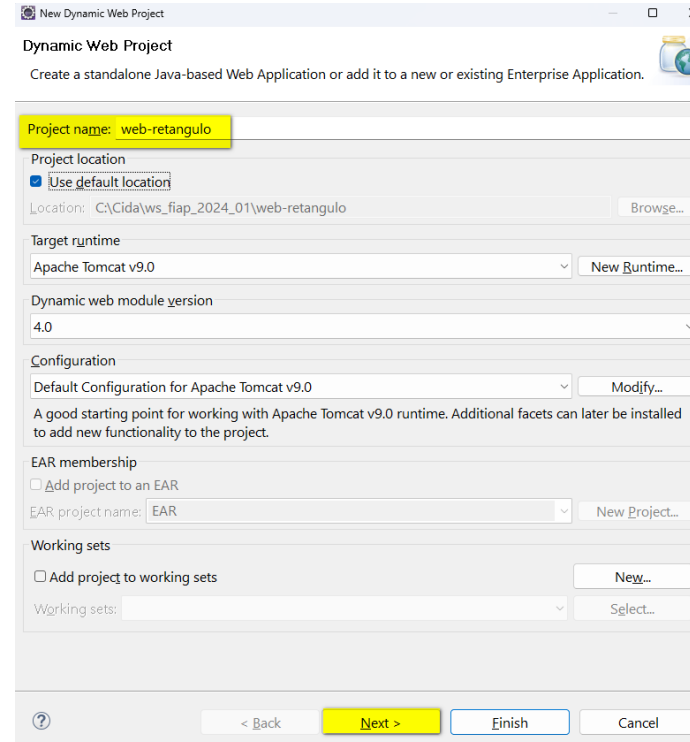 New Dynamic Web Project
Dynamic Web Project
Create a standalone Java-based Web Application or add it to a new or existing Enterprise Application.
Project name: web-retangulo
Project location
Use default location
Location: C:\Cida\ws_fiap_2024_01\web-retangulo Browse...
Target runtime
Apache Tomcat v9.0 New Runtime...
Dynamic web module version
4.0
Configuration
Default Configuration for Apache Tomcat v9.0 Modify...
A good starting point for working with Apache Tomcat v9.0 runtime. Additional facets can later be installed
to add new functionality to the project.
EAR membership
Add project to an EAR
EAR project name: EAR New Project...
Working sets
Add project to working sets New...
Working sets: Select...
? < Back Next > Finish Cancel